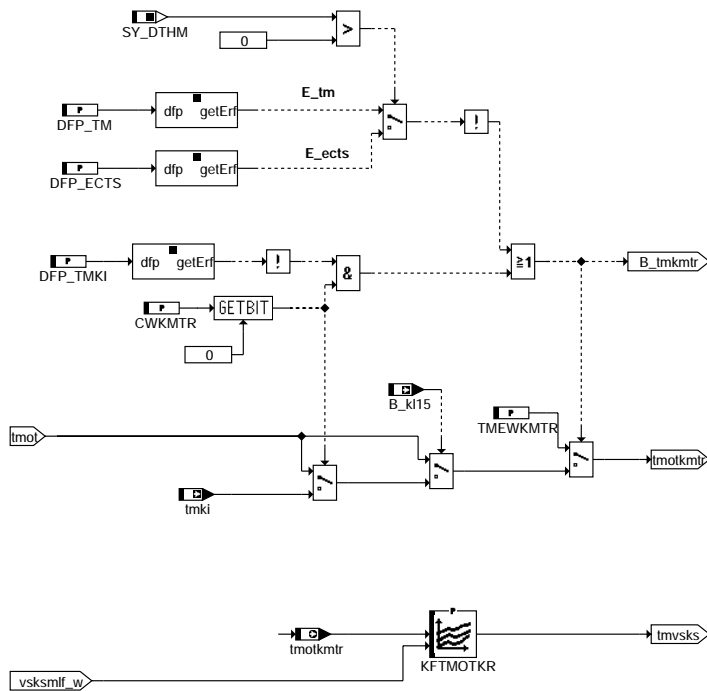 SY_DTHM
0
>
E_tm
P
dfp getErf
DFP_TM
!
E_ects
P
dfp getErf
DFP_ECTS
P
dfp getErf
!
&
≥1
B_tmkmtr
DFP_TMKI
P
GETBIT
CWKMTR
0
B_kl15
P
TMEWKMTR
tmot
tmotkmtr
tmki
P
tmotkmtr
tmvsks
KFTMOTKR
vsksmlf_w